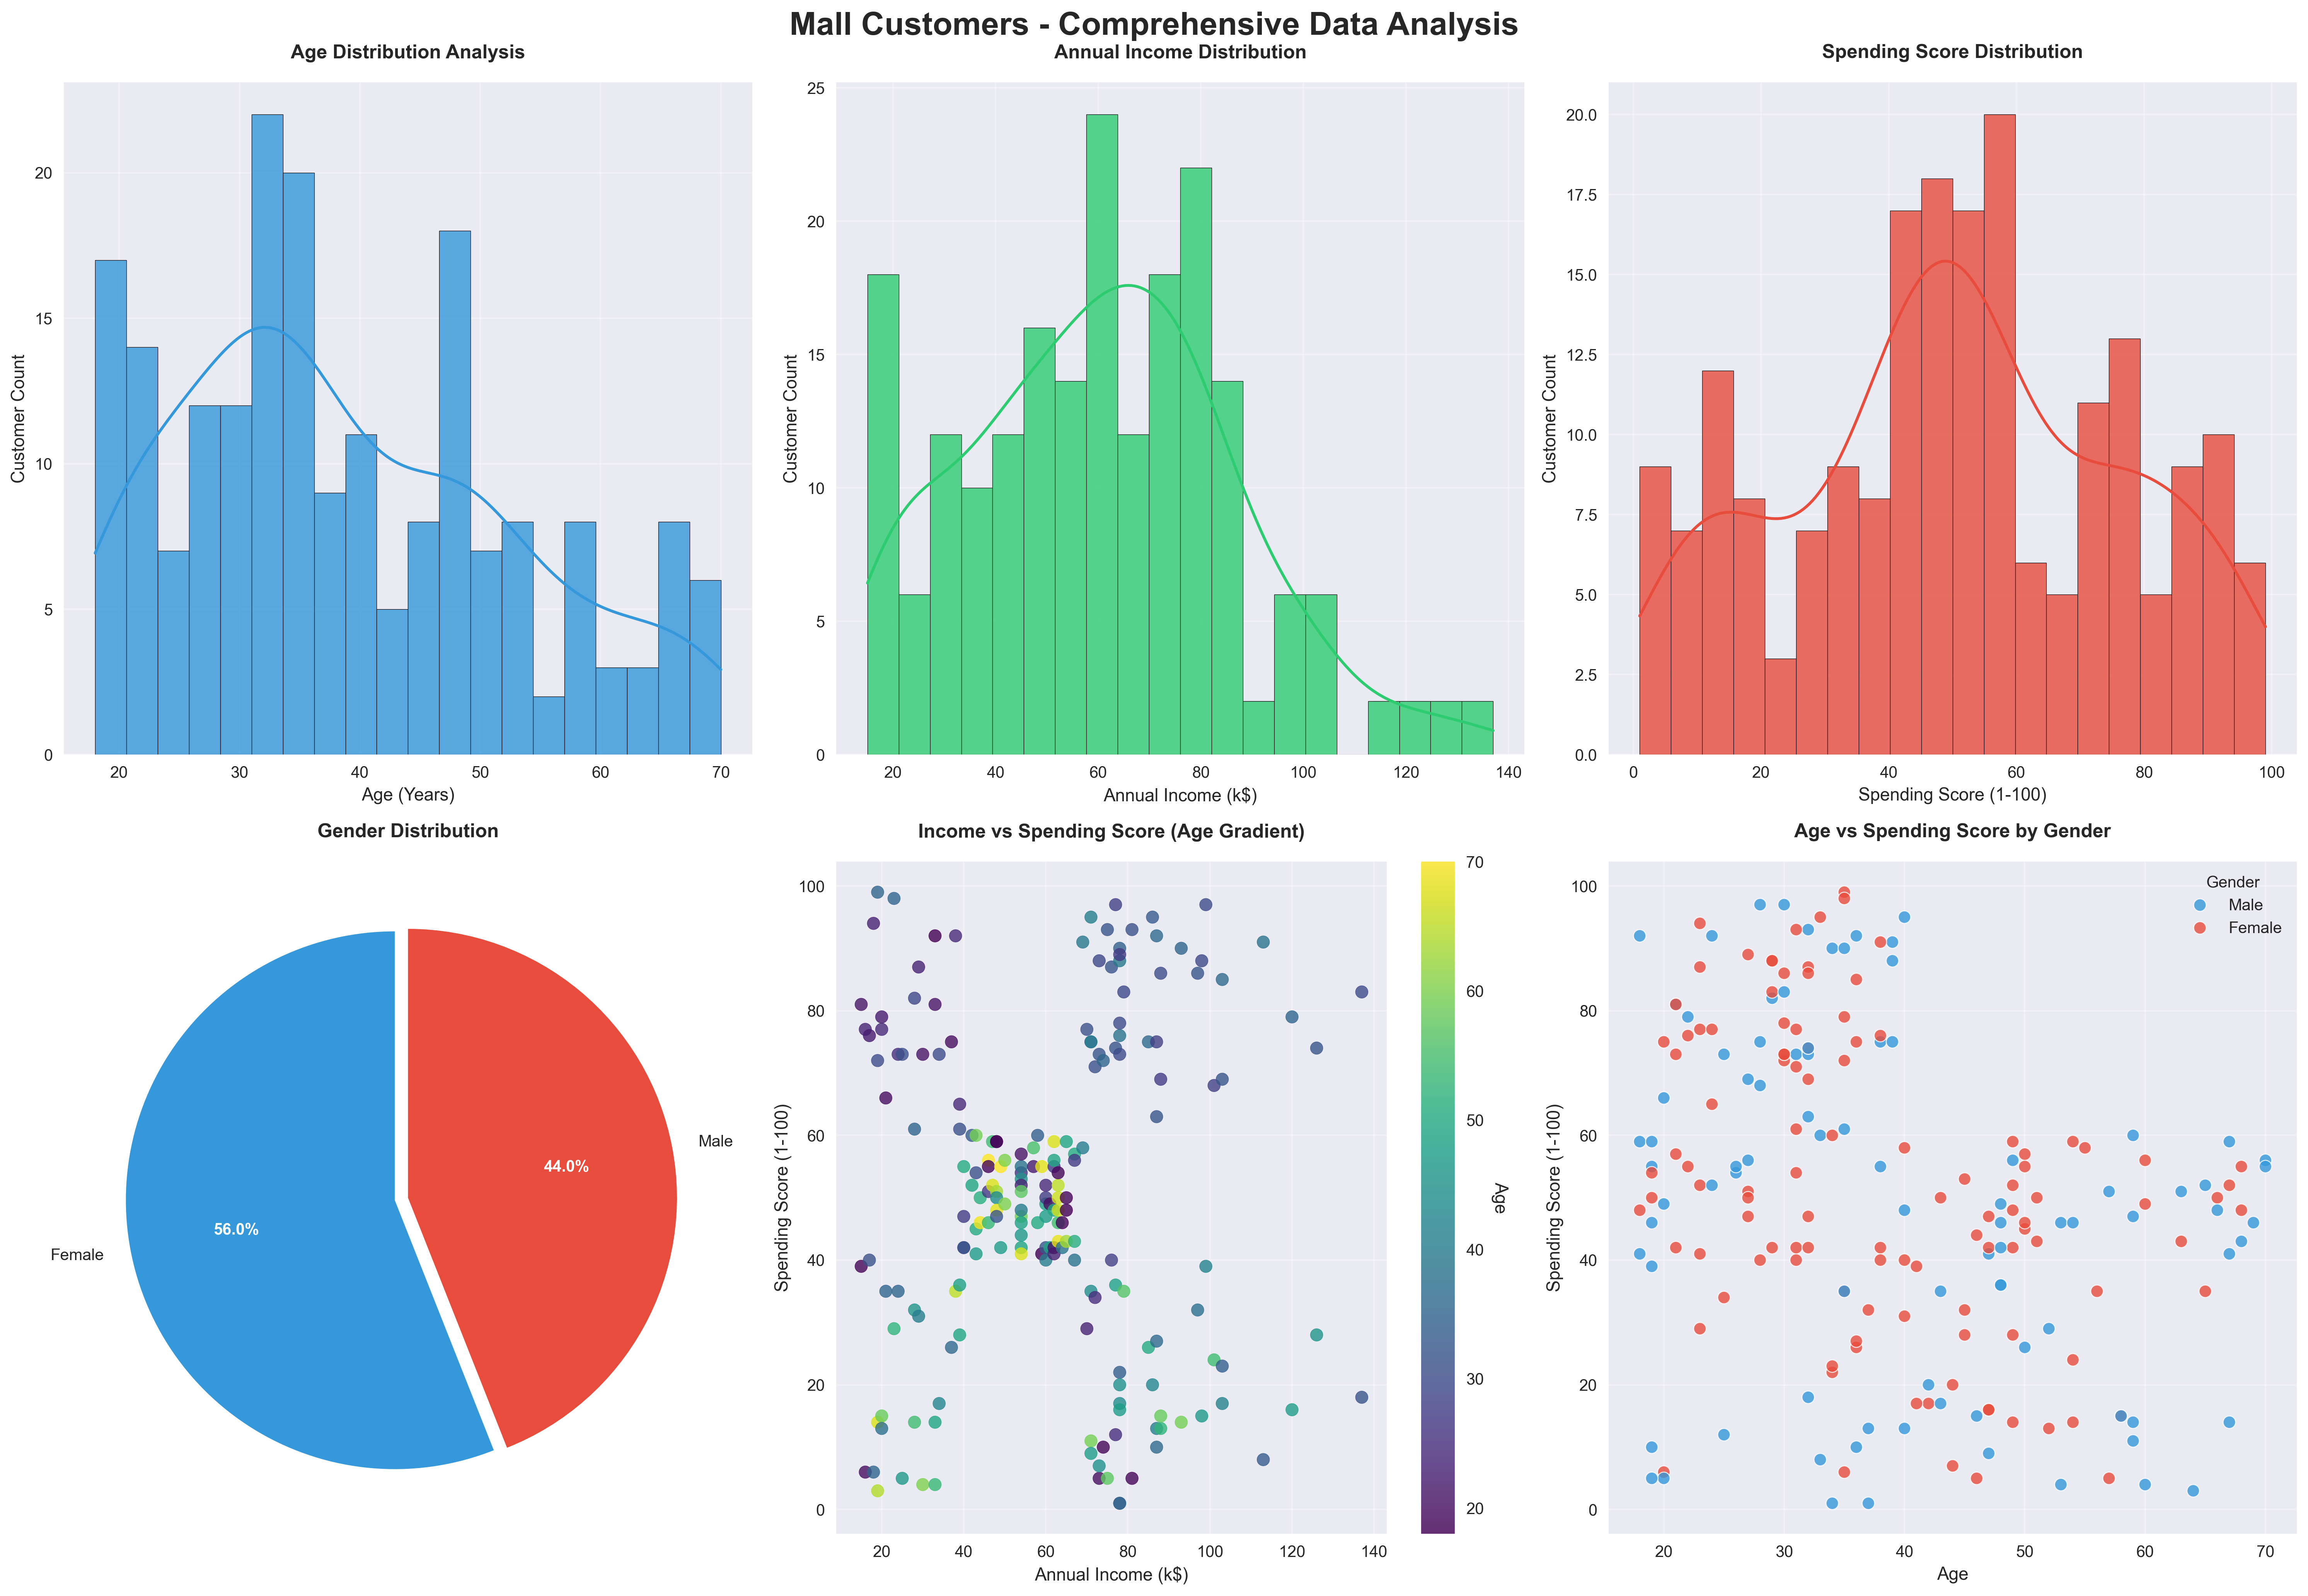 Mall Customers - Comprehensive Data Analysis
Age Distribution Analysis
Customer Count
20
15
10
5
0
20 30 40 50 60 70
Age (Years)
Annual Income Distribution
Customer Count
25
20
15
10
5
0
20 40 60 80 100 120 140
Annual Income (k$)
Spending Score Distribution
Customer Count
20.0
17.5
15.0
12.5
10.0
7.5
5.0
2.5
0.0
0 20 40 60 80 100
Spending Score (1-100)
Gender Distribution
Male
44.0%
56.0%
Female
Income vs Spending Score (Age Gradient)
Spending Score (1-100)
100
80
60
40
20
0
20 40 60 80 100 120 140
Annual Income (k$)
70
60
50
40
30
20
Age
Age vs Spending Score by Gender
Spending Score (1-100)
100
80
60
40
20
0
20 30 40 50 60 70
Age
Gender
Male
Female